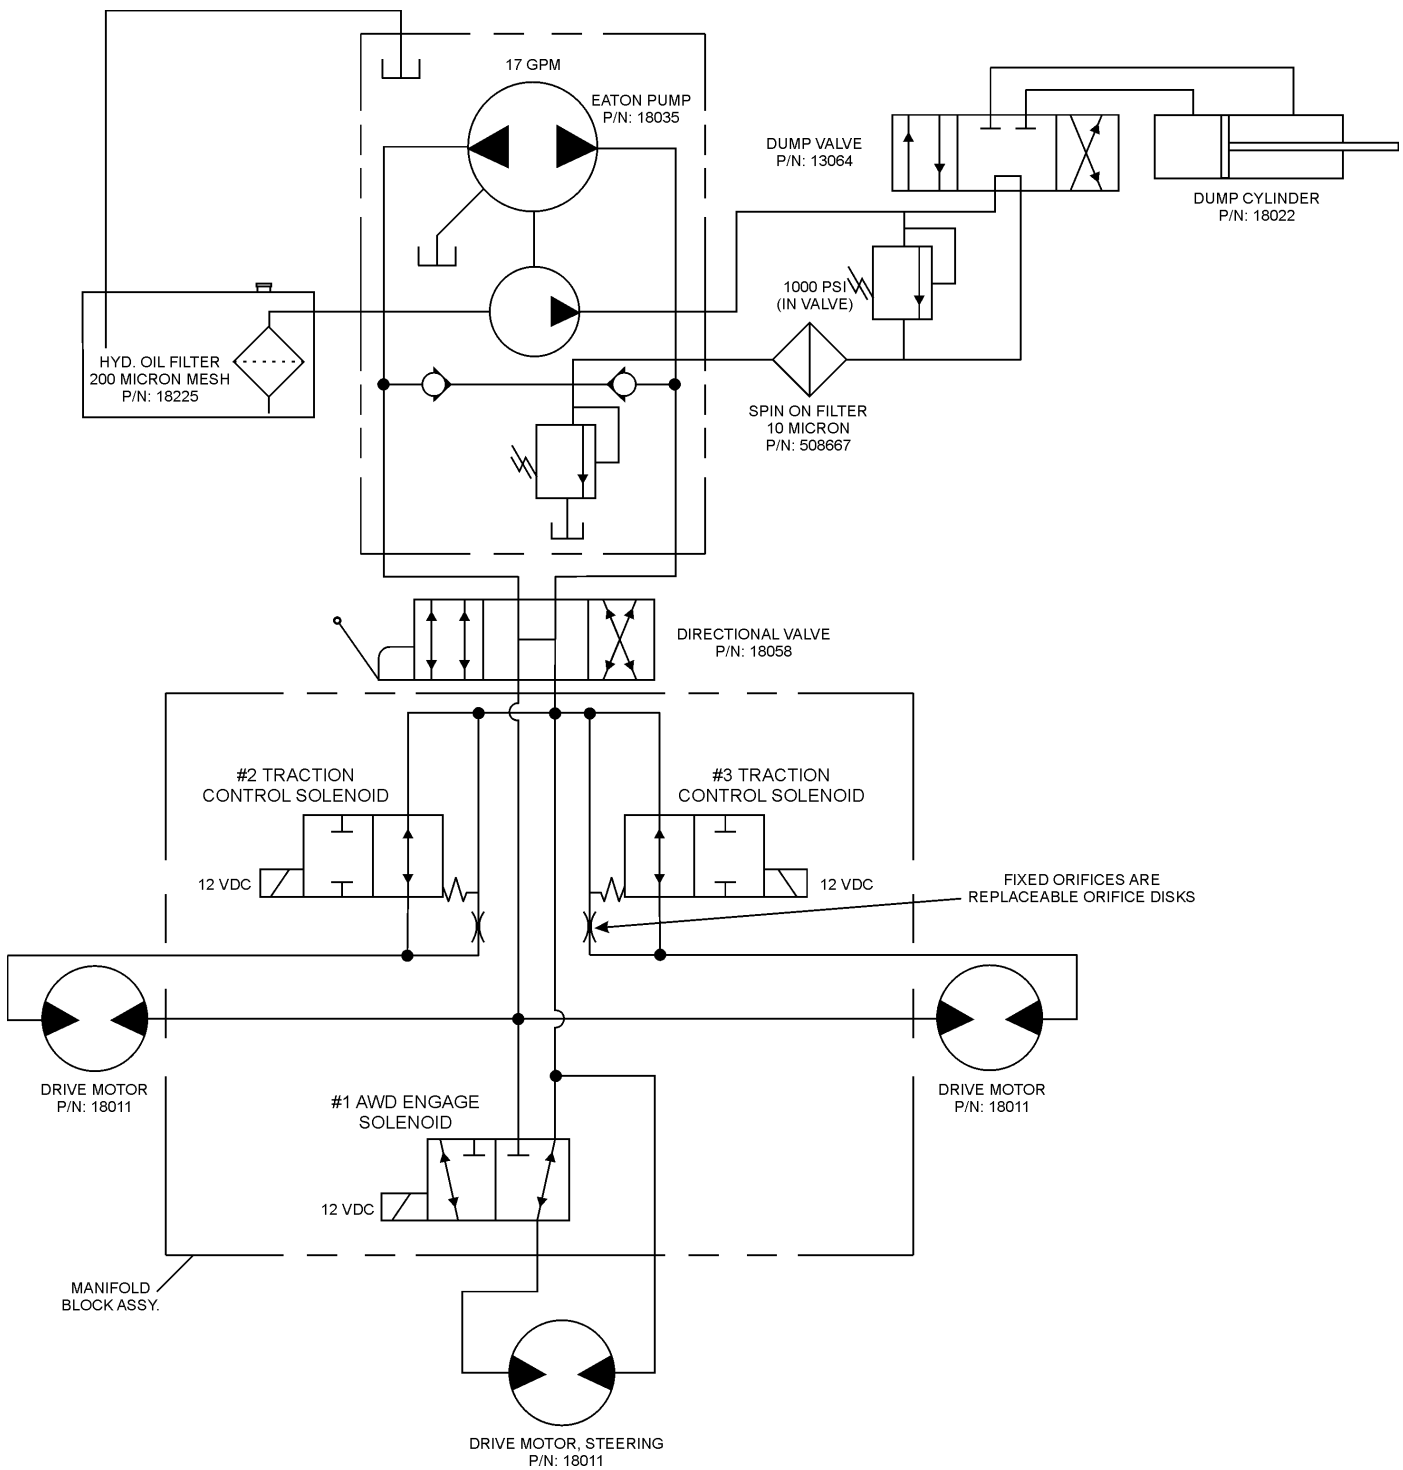 17 GPM
EATON PUMP
P/N: 18035
DUMP VALVE
P/N: 13064
DUMP CYLINDER
P/N: 18022
1000 PSI
(IN VALVE)
HYD. OIL FILTER
200 MICRON MESH
P/N: 18225
SPIN ON FILTER
10 MICRON
P/N: 508667
DIRECTIONAL VALVE
P/N: 18058
#2 TRACTION
CONTROL SOLENOID
#3 TRACTION
CONTROL SOLENOID
12 VDC
12 VDC
FIXED ORIFICES ARE
REPLACEABLE ORIFICE DISKS
DRIVE MOTOR
P/N: 18011
DRIVE MOTOR
P/N: 18011
#1 AWD ENGAGE
SOLENOID
12 VDC
MANIFOLD
BLOCK ASSY.
DRIVE MOTOR, STEERING
P/N: 18011